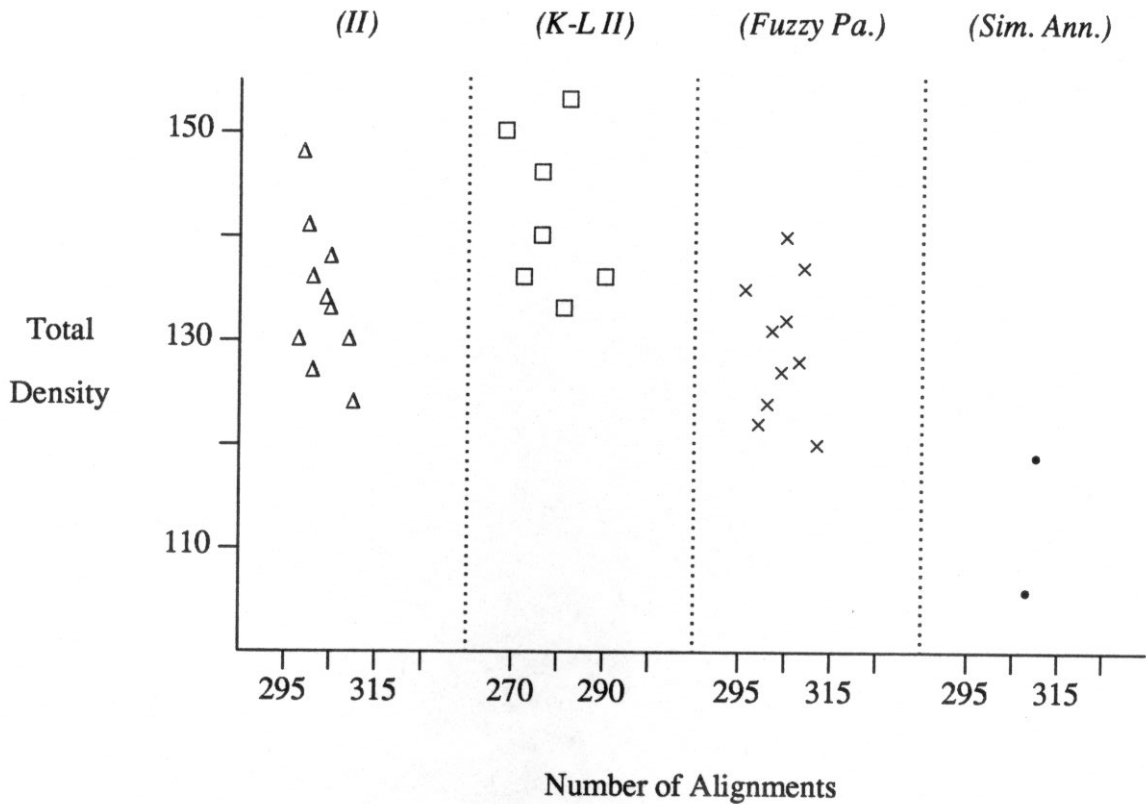 (II) (K-L II) (Fuzzy Pa.) (Sim. Ann.)
150
130
110
Total
Density
295 315 270 290 295 315 295 315
Number of Alignments